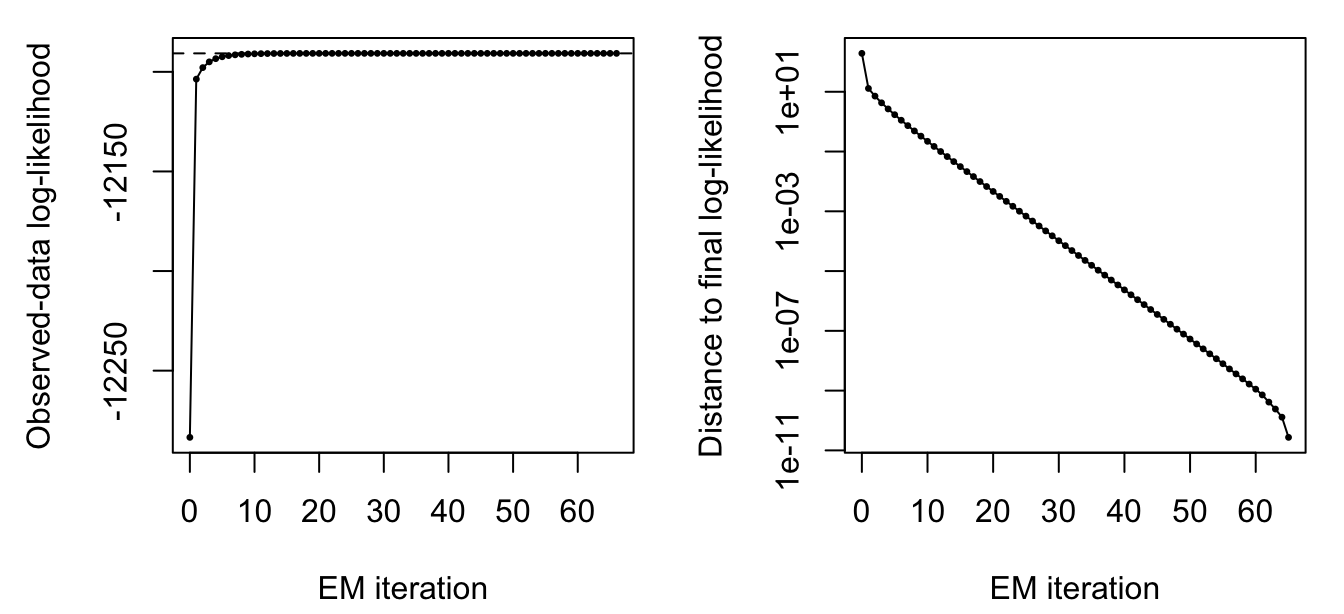 Observed-data log-likelihood
-12150
-12250
0 10 20 30 40 50 60
EM iteration
Distance to final log-likelihood
1e+01
1e-03
1e-07
1e-11
0 10 20 30 40 50 60
EM iteration